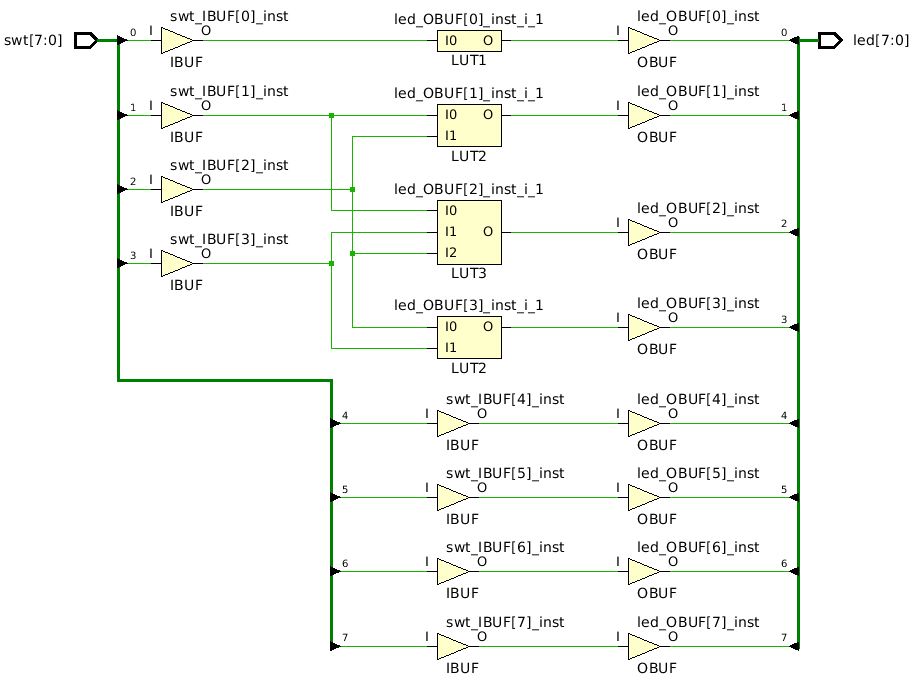 swt_IBUF[0]_inst
led_OBUF[0]_inst_i_1
led_OBUF[0]_inst
swt[7:0]
0
I
O
I0
O
I
O
0
led[7:0]
IBUF
LUT1
OBUF
swt_IBUF[1]_inst
led_OBUF[1]_inst_i_1
led_OBUF[1]_inst
1
I
O
I0
O
I
O
1
I1
IBUF
LUT2
OBUF
swt_IBUF[2]_inst
led_OBUF[2]_inst_i_1
led_OBUF[2]_inst
2
I
O
IBUF
I0
I1
O
I2
LUT3
I
O
2
OBUF
swt_IBUF[3]_inst
led_OBUF[3]_inst_i_1
led_OBUF[3]_inst
3
I
O
IBUF
I0
O
I1
LUT2
I
O
3
OBUF
swt_IBUF[4]_inst
led_OBUF[4]_inst
4
I
O
I
O
4
IBUF
OBUF
swt_IBUF[5]_inst
led_OBUF[5]_inst
5
I
O
I
O
5
IBUF
OBUF
swt_IBUF[6]_inst
led_OBUF[6]_inst
6
I
O
I
O
6
IBUF
OBUF
swt_IBUF[7]_inst
led_OBUF[7]_inst
7
I
O
I
O
7
IBUF
OBUF